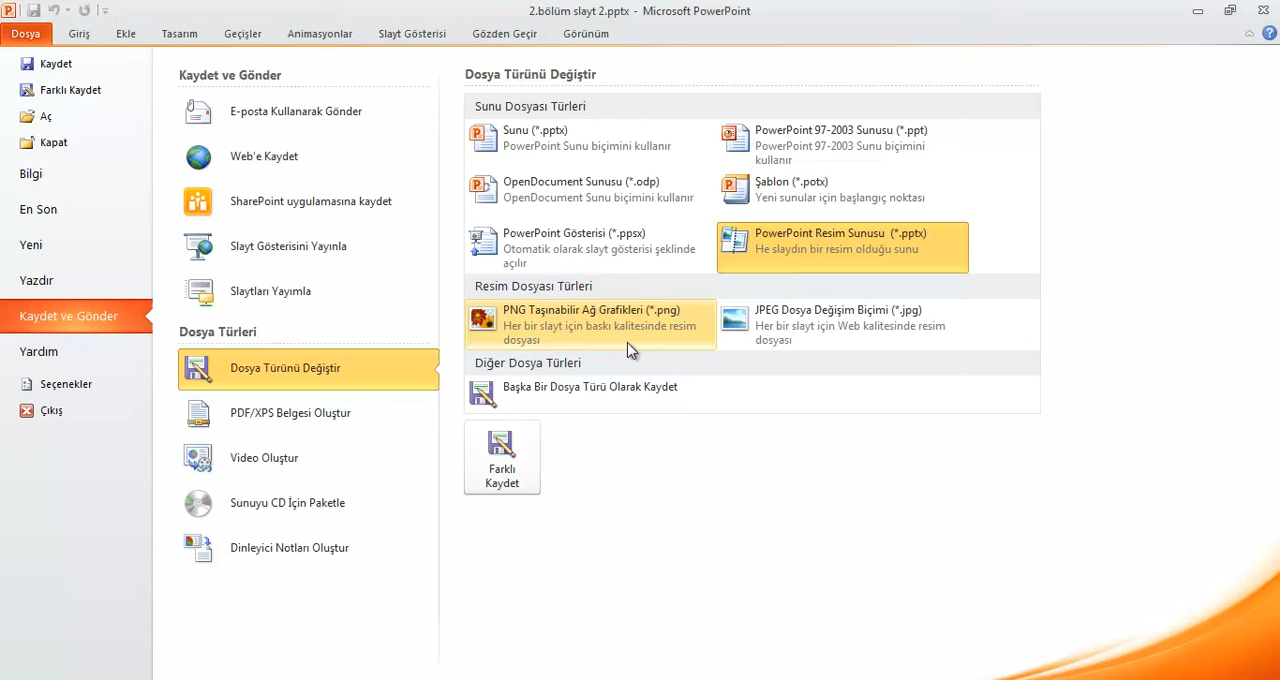 2.bölüm slayt 2.pptx - Microsoft PowerPoint
Dosya Giriş Ekle Tasarım Geçişler Animasyonlar Slayt Gösterisi Gözden Geçir Görünüm
Kaydet
Farklı Kaydet
Aç
Kapat
Bilgi
En Son
Yeni
Yazdır
Kaydet ve Gönder
Yardım
Seçenekler
Çıkış
Kaydet ve Gönder
E-posta Kullanarak Gönder
Web'e Kaydet
SharePoint uygulamasına kaydet
Slayt Gösterisini Yayınla
Slaytları Yayımla
Dosya Türleri
Dosya Türünü Değiştir
PDF/XPS Belgesi Oluştur
Video Oluştur
Sunuyu CD İçin Paketle
Dinleyici Notları Oluştur
Dosya Türünü Değiştir
Sunu Dosyası Türleri
Sunu (*.pptx)
PowerPoint Sunu biçimini kullanır
PowerPoint 97-2003 Sunusu (*.ppt)
PowerPoint 97-2003 Sunusu biçimini
kullanır
OpenDocument Sunusu (*.odp)
OpenDocument Sunu biçimini kullanır
Şablon (*.potx)
Yeni sunular için başlangıç noktası
PowerPoint Gösterisi (*.ppsx)
Otomatik olarak slayt gösterisi şeklinde
açılır
PowerPoint Resim Sunusu (*.pptx)
He slaydın bir resim olduğu sunu
Resim Dosyası Türleri
PNG Taşınabilir Ağ Grafikleri (*.png)
Her bir slayt için baskı kalitesinde resim
dosyası
JPEG Dosya Değişim Biçimi (*.jpg)
Her bir slayt için Web kalitesinde resim
dosyası
Diğer Dosya Türleri
Başka Bir Dosya Türü Olarak Kaydet
Farklı
Kaydet